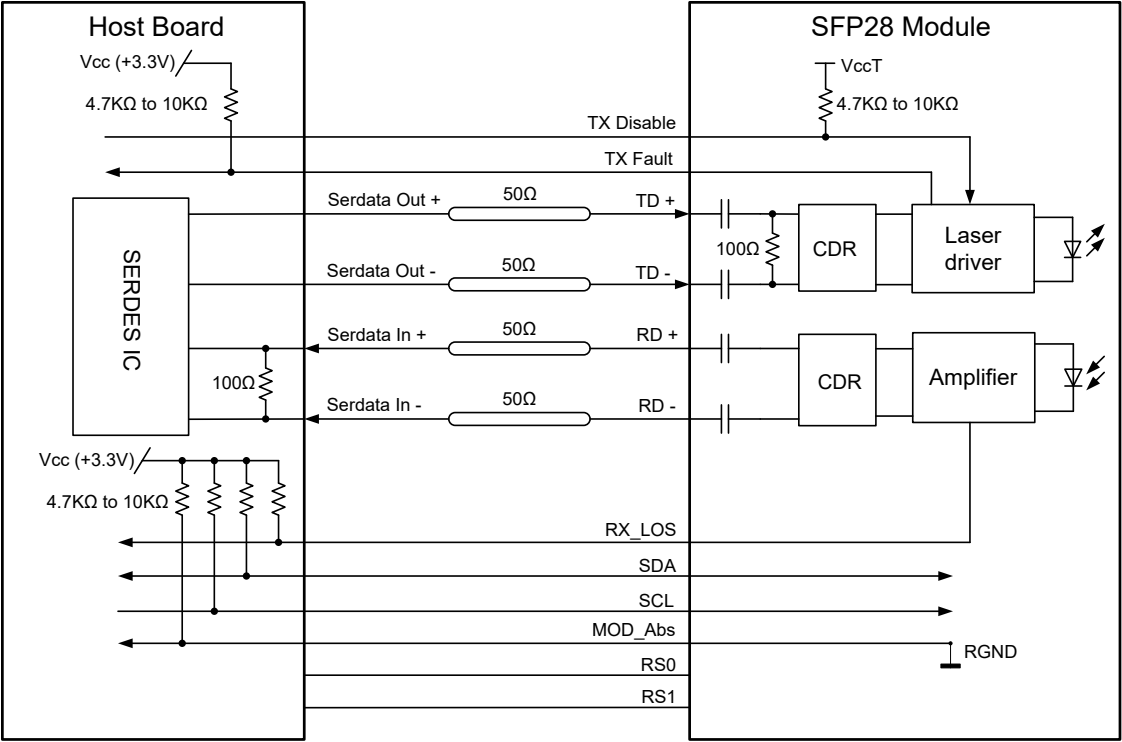 Host Board
SFP28 Module
Vcc (+3.3V)
VccT
4.7KΩ to 10KΩ
4.7KΩ to 10KΩ
TX Disable
TX Fault
Serdata Out +
50Ω
TD +
SERDES IC
100Ω
CDR
Laser
driver
Serdata Out -
50Ω
TD -
Serdata In +
50Ω
RD +
100Ω
CDR
Amplifier
Serdata In -
50Ω
RD -
Vcc (+3.3V)
4.7KΩ to 10KΩ
RX_LOS
SDA
SCL
MOD_Abs
RGND
RS0
RS1